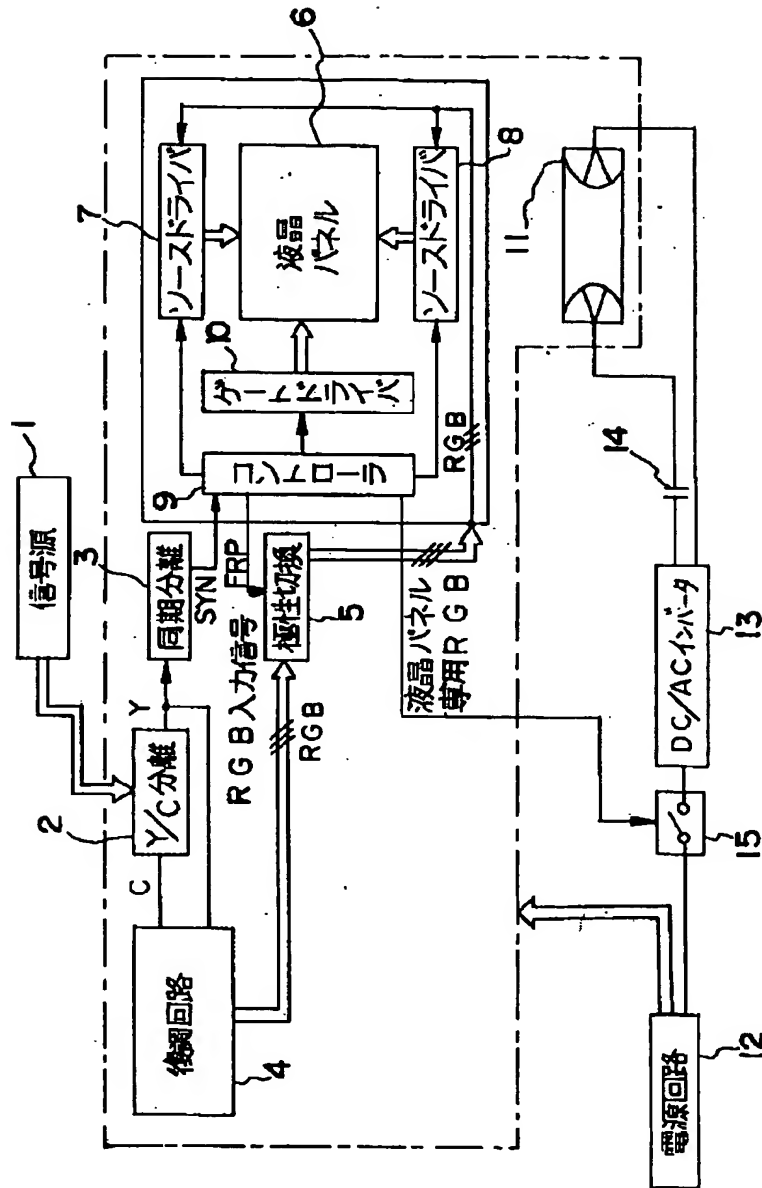 1
信号源
2
Y/C分離
C
Y
3
同期分離
SYN
復調回路
4
RGB入力信号
RGB
FRP
極性切換
5
液晶パネル
専用RGB
9
コントローラ
10
ゲートドライバ
7
ソースドライバ
液晶
パネル
6
ソースドライバ
8
RGB
11
14
DC/ACインバータ
13
15
電源回路
12